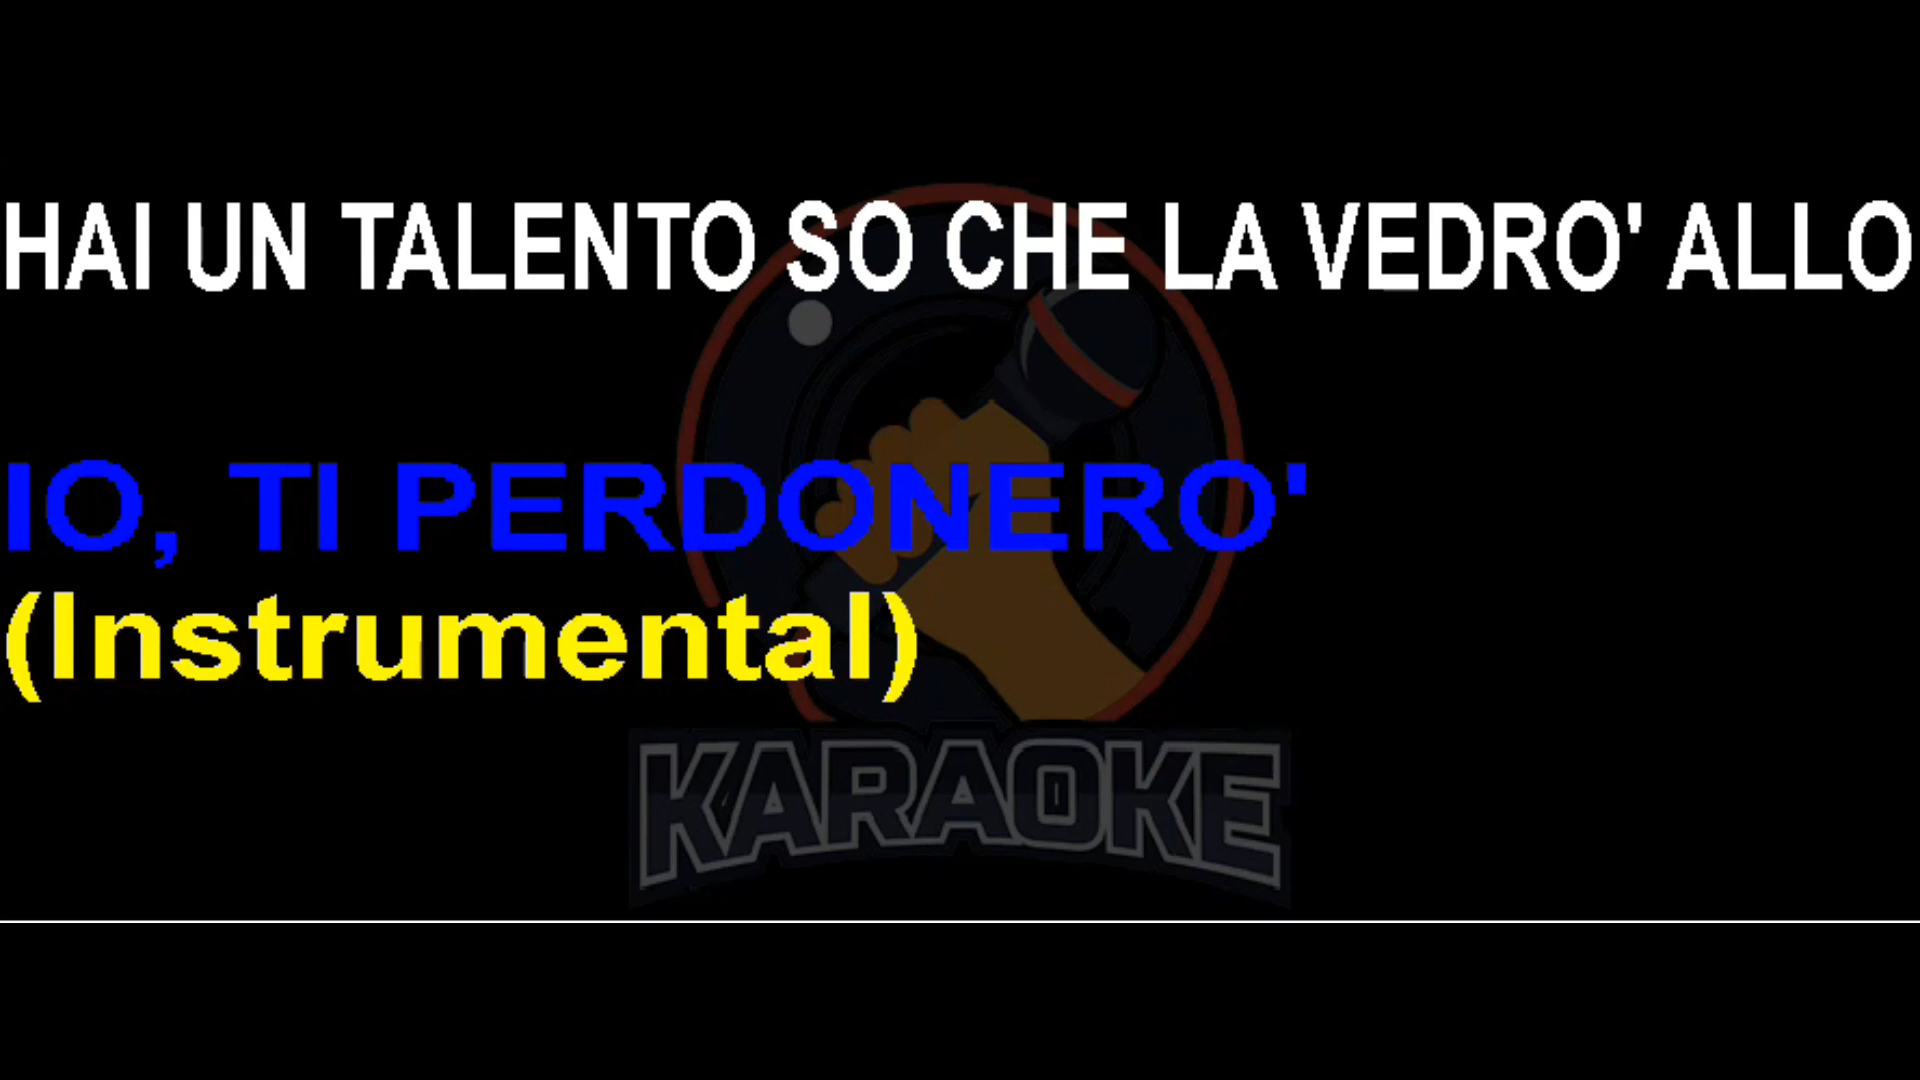 HAI UN TALENTO SO CHE LA VEDRO' ALLO
IO, TI PERDONERO'
(Instrumental)
KARAOKE